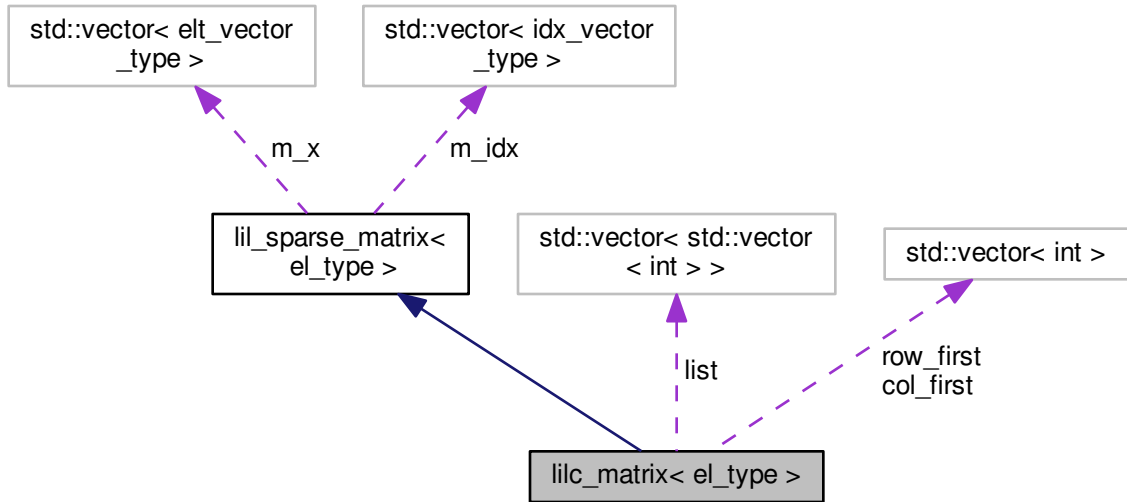 std::vector< elt_vector
_type >
std::vector< idx_vector
_type >
m_x
m_idx
lil_sparse_matrix<
el_type >
std::vector< std::vector
< int > >
std::vector< int >
list
row_first
col_first
lilc_matrix< el_type >